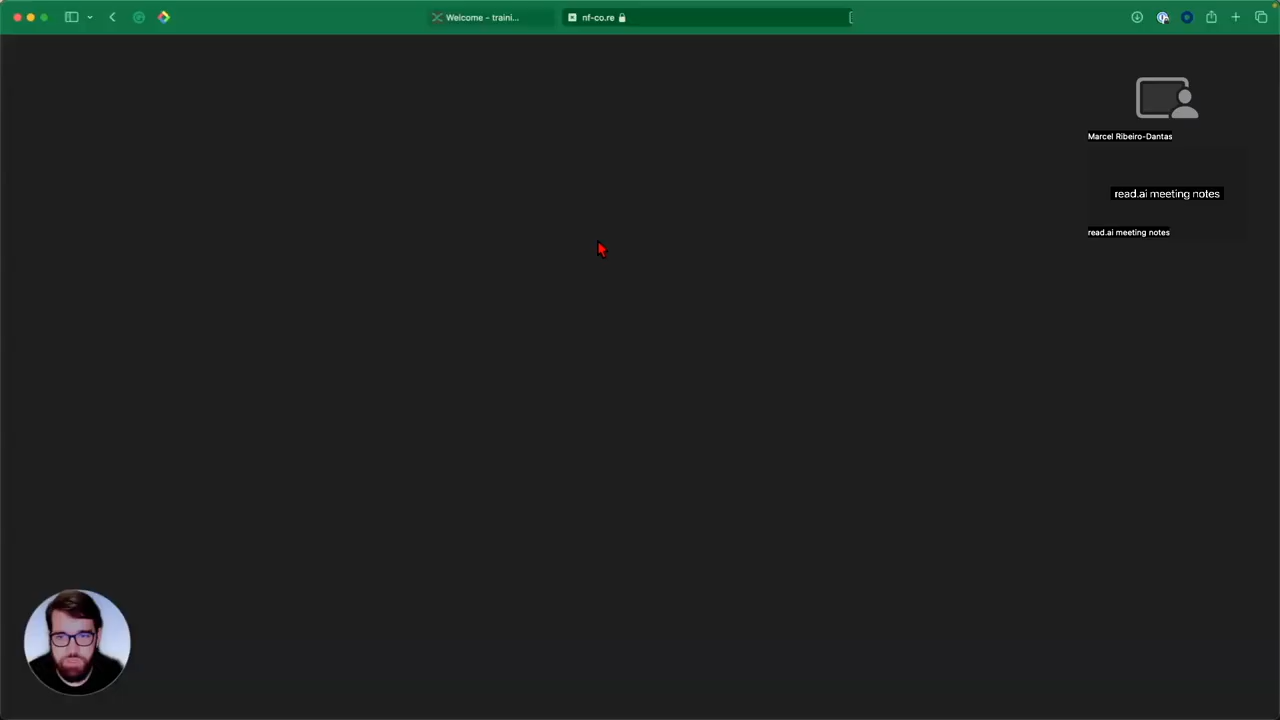 Welcome - traini...
nf-co.re
Marcel Ribeiro-Dantas
read.ai meeting notes
read.ai meeting notes